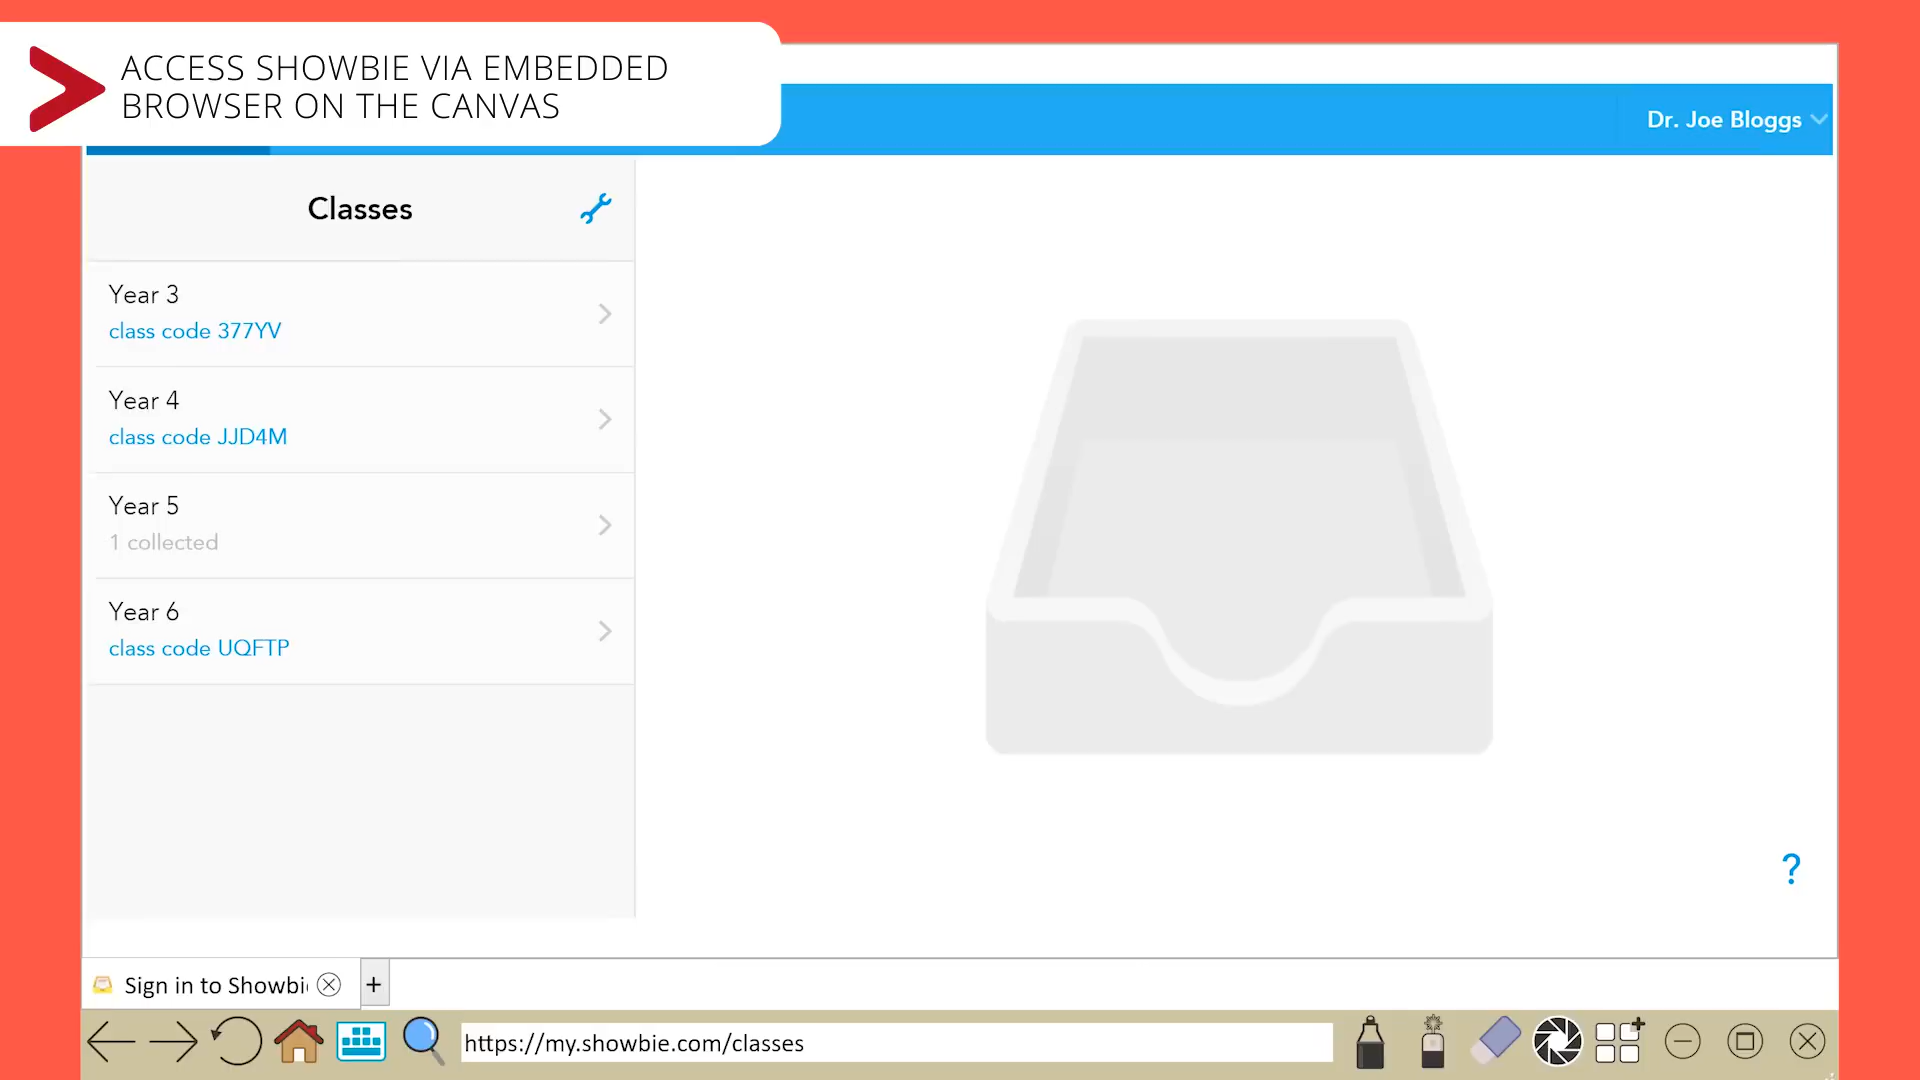 ACCESS SHOWBIE VIA EMBEDDED
BROWSER ON THE CANVAS
Dr. Joe Bloggs
Classes
Year 3
class code 377YV
Year 4
class code JJD4M
Year 5
1 collected
Year 6
class code UQFTP
?
Sign in to Showbi
+
https://my.showbie.com/classes